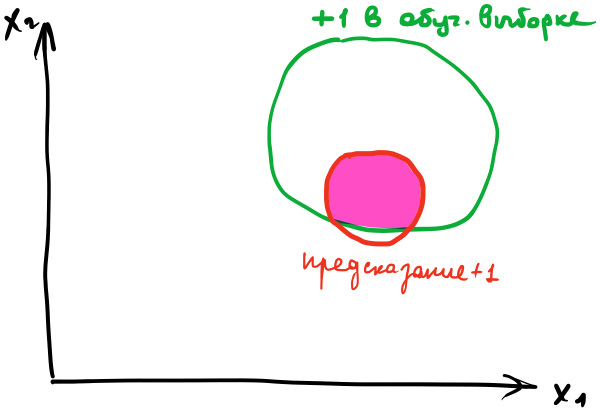 x₂
+1 в обуч. выборке
предсказание +1
x₁